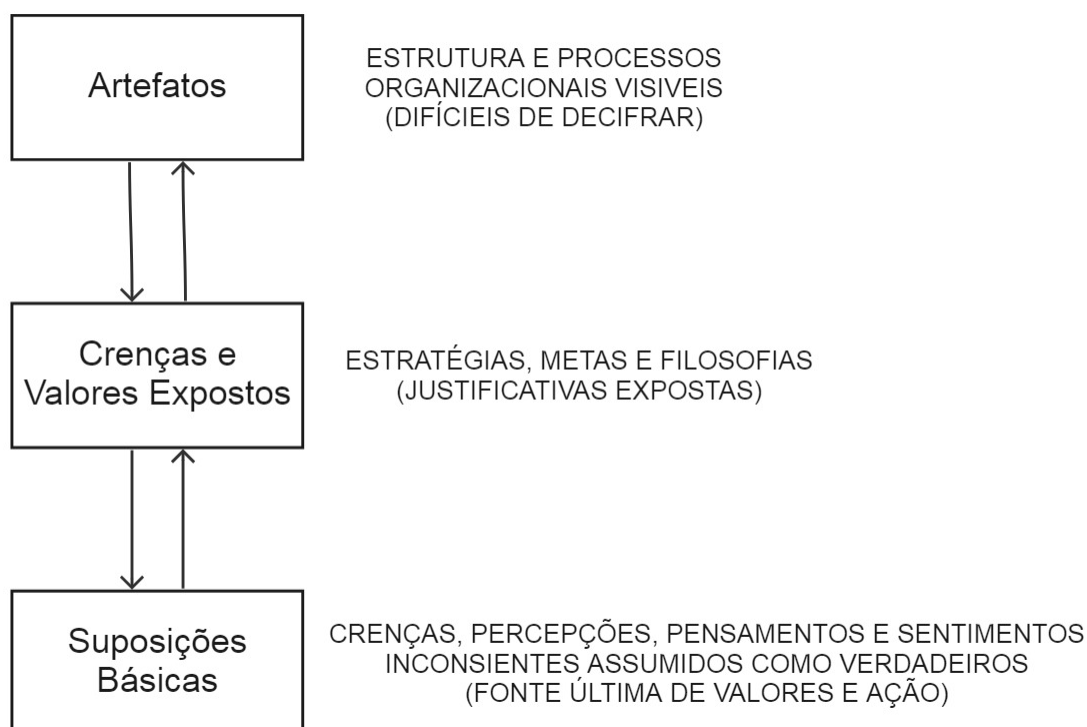 Artefatos
ESTRUTURA E PROCESSOS
ORGANIZACIONAIS VISIVEIS
(DIFÍCIEIS DE DECIFRAR)
Crenças e
Valores Expostos
ESTRATÉGIAS, METAS E FILOSOFIAS
(JUSTIFICATIVAS EXPOSTAS)
Suposições
Básicas
CRENÇAS, PERCEPÇÕES, PENSAMENTOS E SENTIMENTOS
INCONSIENTES ASSUMIDOS COMO VERDADEIROS
(FONTE ÚLTIMA DE VALORES E AÇÃO)